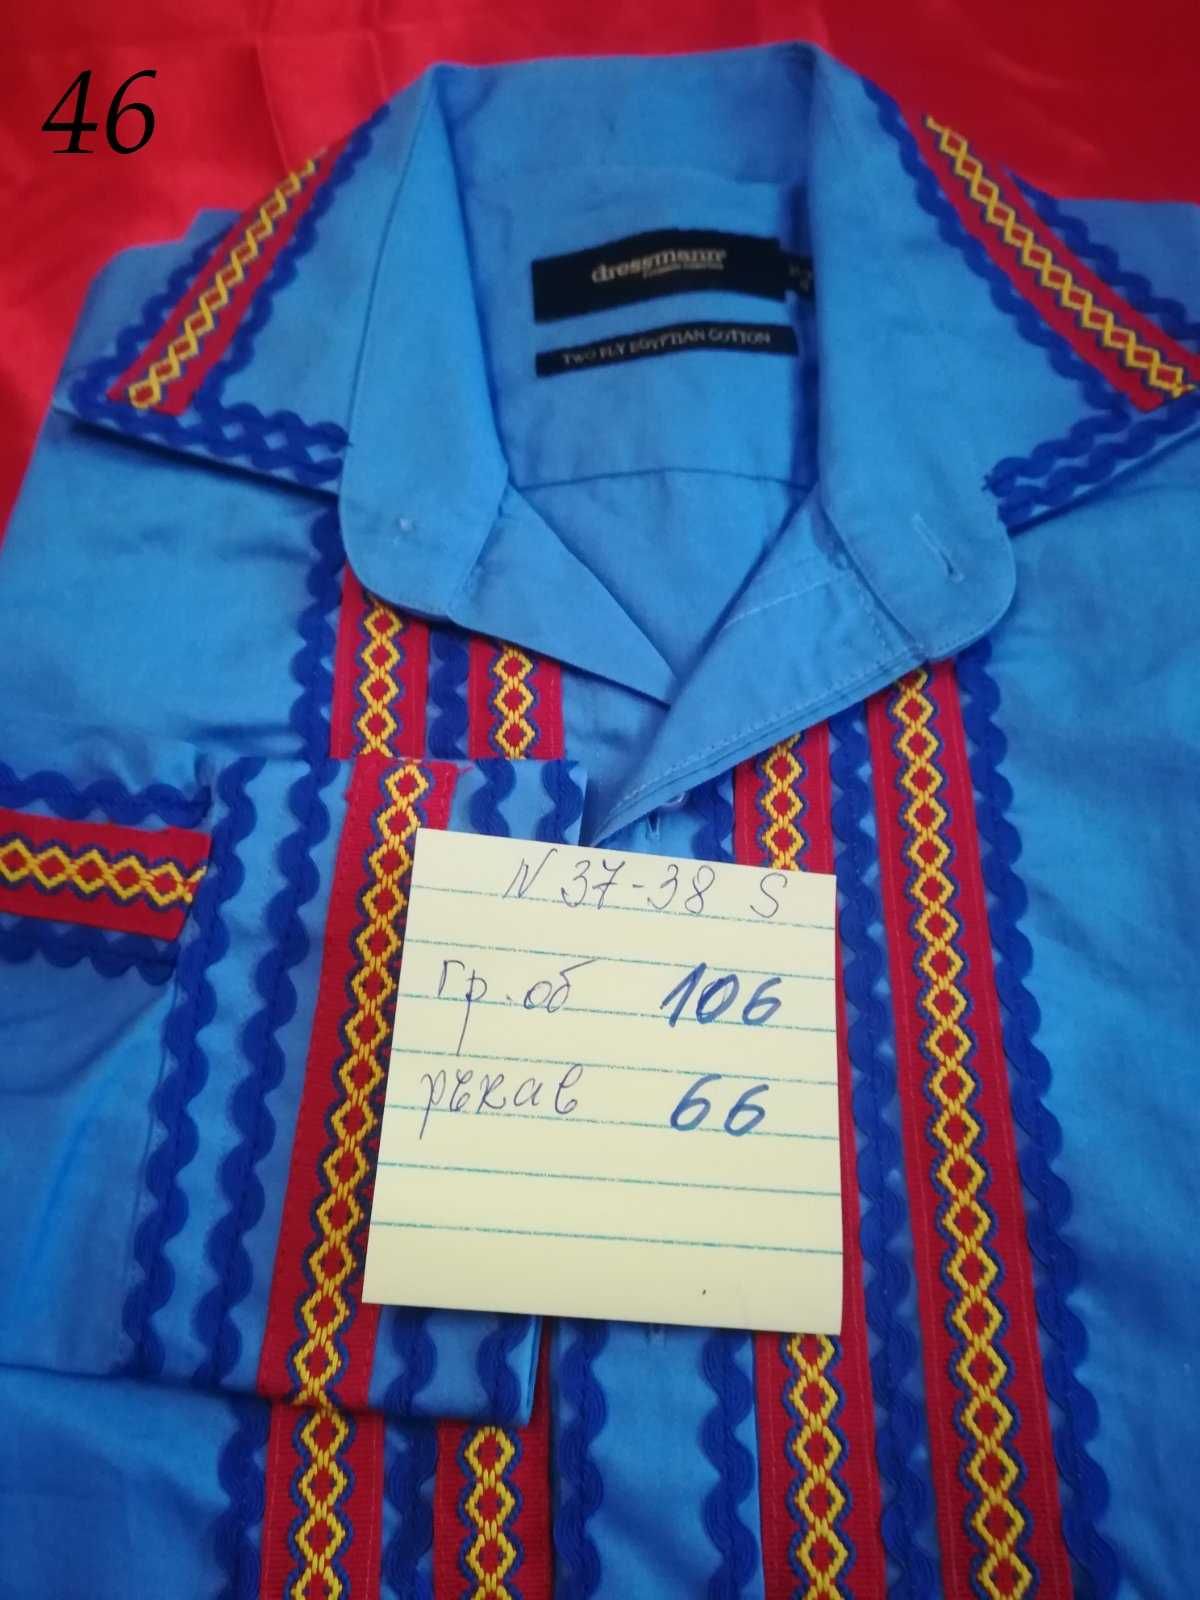 46
dressmann
TWO PLY EGYPTIAN COTTON
N 37-38 S
гр. об 106
ръкав 66